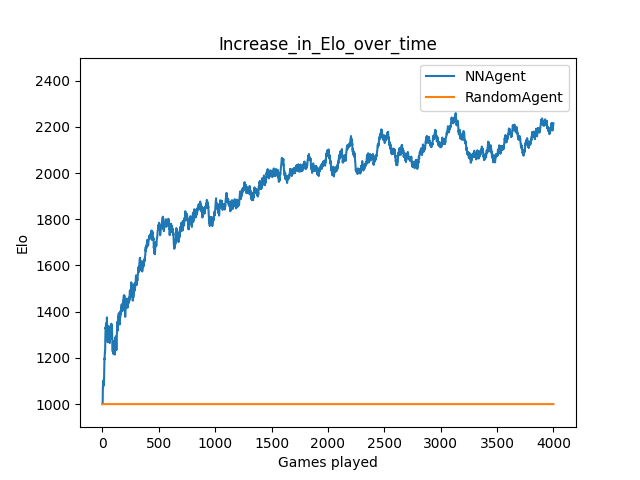 Increase_in_Elo_over_time
NNAgent
RandomAgent
2400
2200
2000
1800
1600
1400
1200
1000
Elo
0 500 1000 1500 2000 2500 3000 3500 4000
Games played